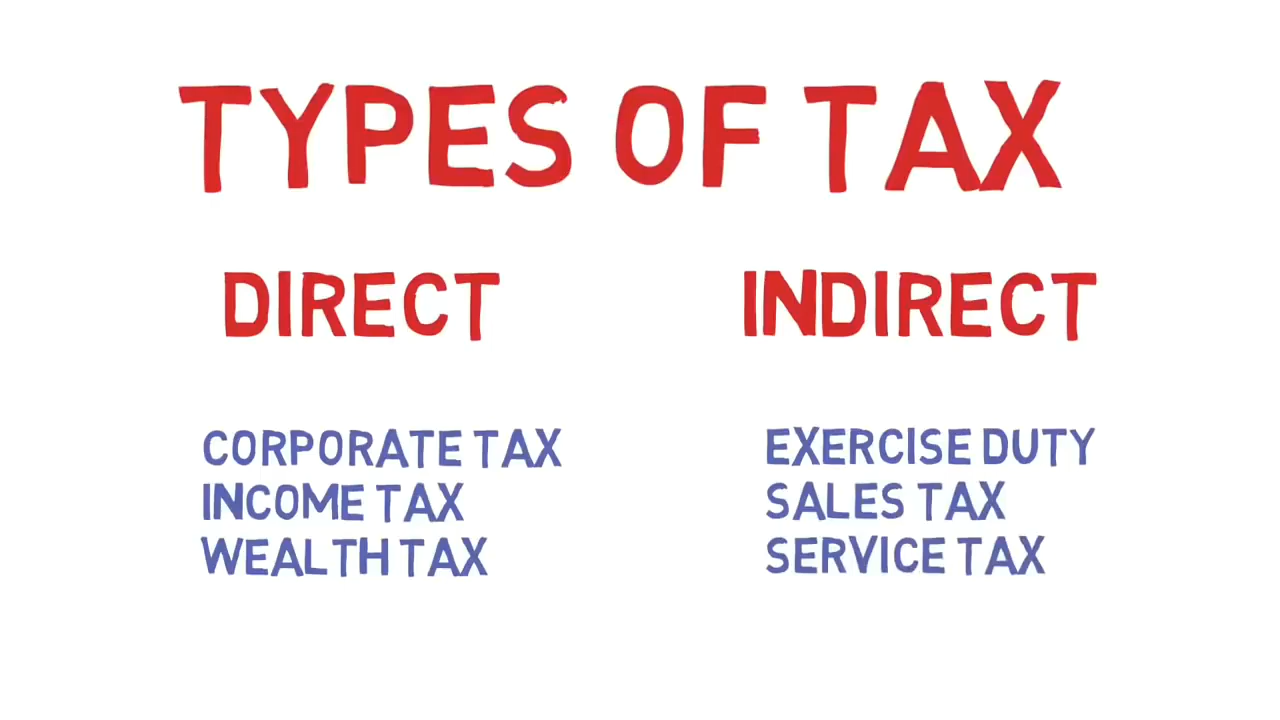 TYPES OF TAX
DIRECT
CORPORATE TAX
INCOME TAX
WEALTH TAX
INDIRECT
EXERCISE DUTY
SALES TAX
SERVICE TAX